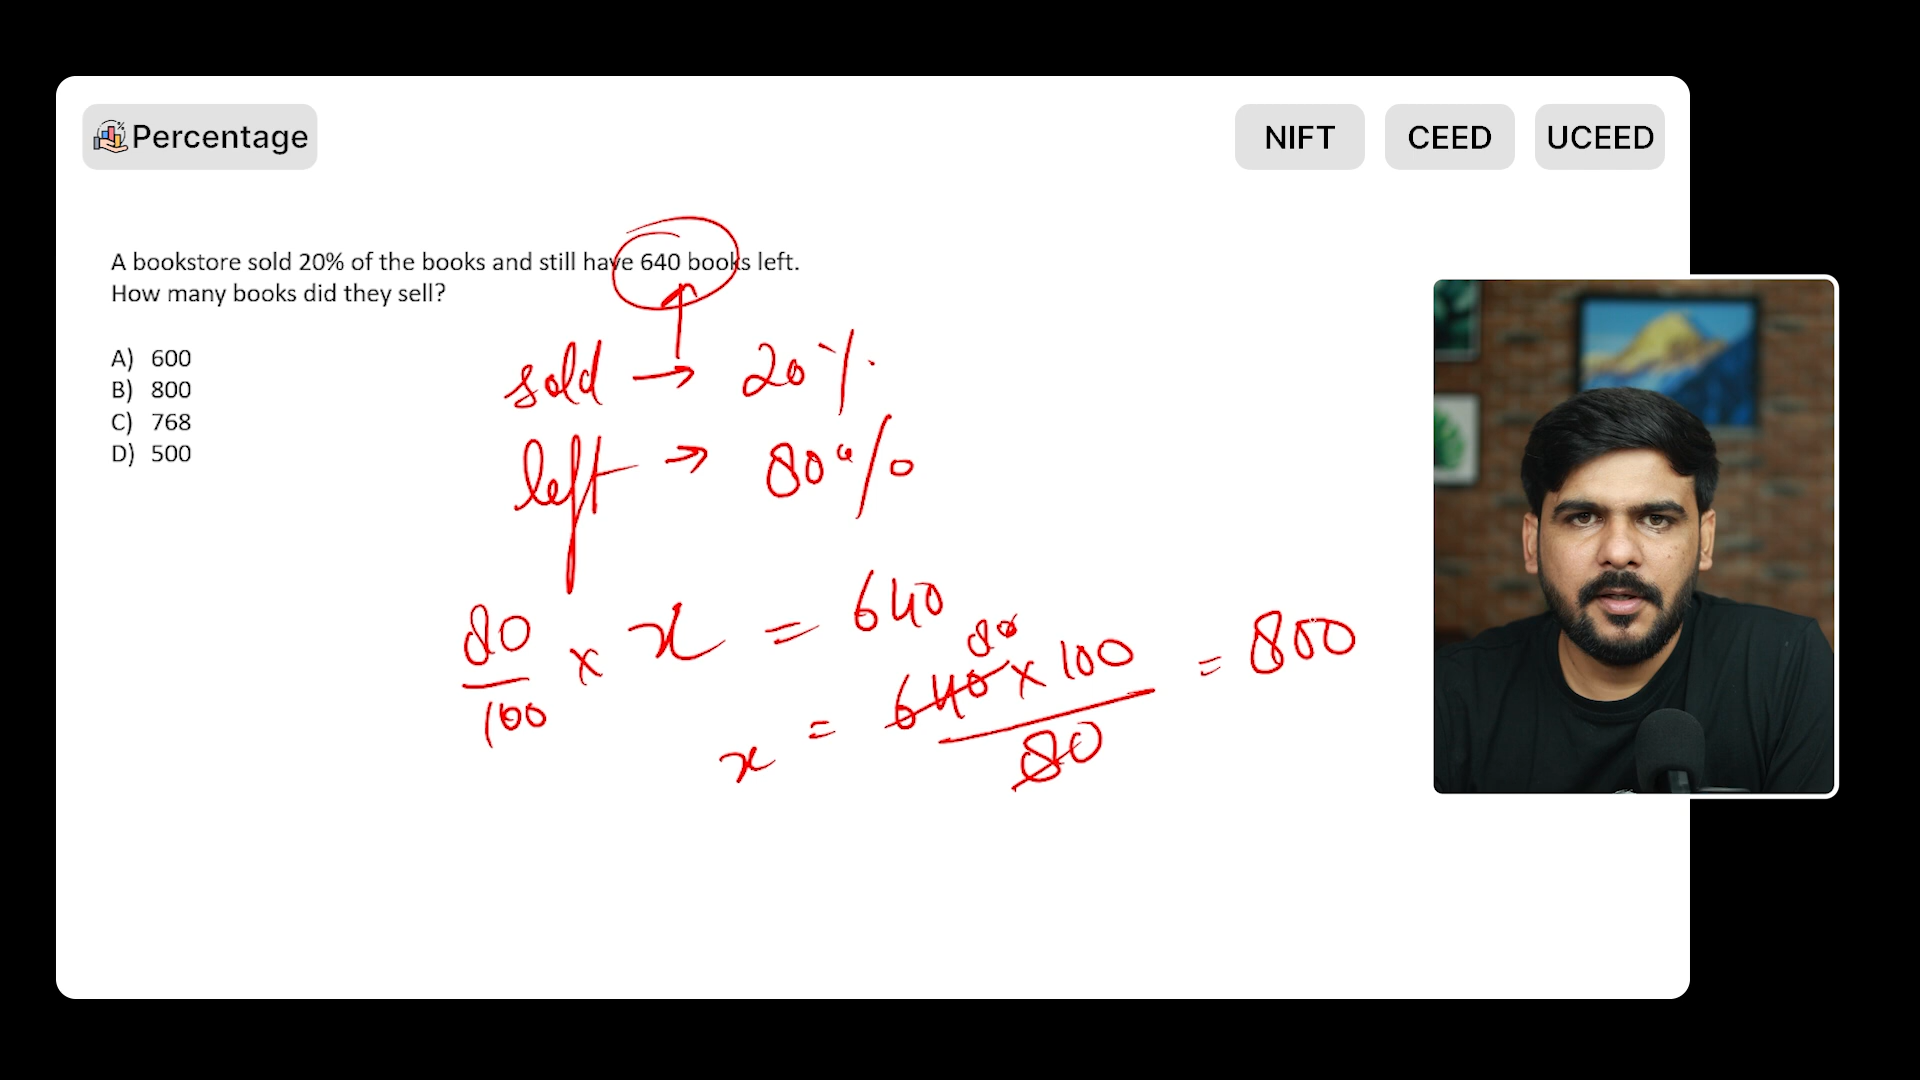 Percentage
NIFT CEED UCEED
A bookstore sold 20% of the books and still have 640 books left.
How many books did they sell?
A) 600
B) 800
C) 768
D) 500
sold → 20%
left → 80%
80/100 × x = 640
x = 640 × 100 / 80 = 800
80